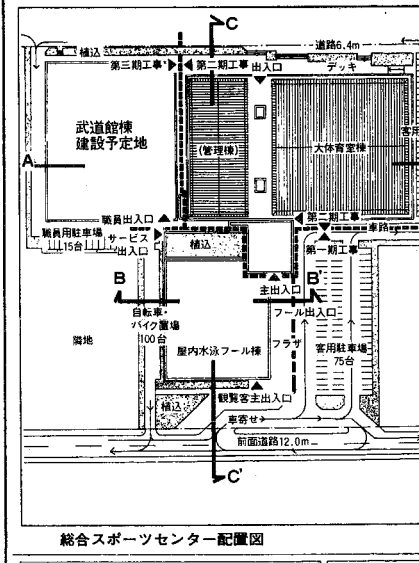 C
植込
道路6.4m
第三期工事
第二期工事
出入口
デッキ
武道館棟
建設予定地
(管理棟)
大体育室棟
客用
A
職員出入口
第二期工事
車路
職員用駐車場
15台
サービス
出入口
植込
第一期工事
主出入口
B
B'
自転車・
バイク置場
100台
プール出入口
隣地
屋内水泳プール棟
プラザ
客用駐車場
75台
観覧客主出入口
植込
車寄せ
前面道路12.0m
C'
総合スポーツセンター配置図